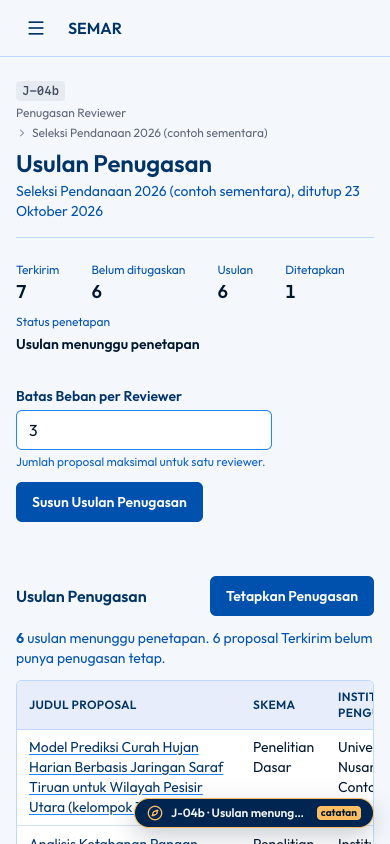 SEMAR
J-04b
Penugasan Reviewer
Seleksi Pendanaan 2026 (contoh sementara)
Usulan Penugasan
Seleksi Pendanaan 2026 (contoh sementara), ditutup 23
Oktober 2026
Terkirim Belum ditugaskan Usulan Ditetapkan
7 6 6 1
Status penetapan
Usulan menunggu penetapan
Batas Beban per Reviewer
3
Jumlah proposal maksimal untuk satu reviewer.
Susun Usulan Penugasan
Usulan Penugasan Tetapkan Penugasan
6 usulan menunggu penetapan. 6 proposal Terkirim belum
punya penugasan tetap.
JUDUL PROPOSAL SKEMA
Model Prediksi Curah Hujan Penelitian
Harian Berbasis Jaringan Saraf Dasar
Tiruan untuk Wilayah Pesisir
Utara (kelompok
J-04b · Usulan menung... catatan
Analisis Ketahanan Pangan Penelitian